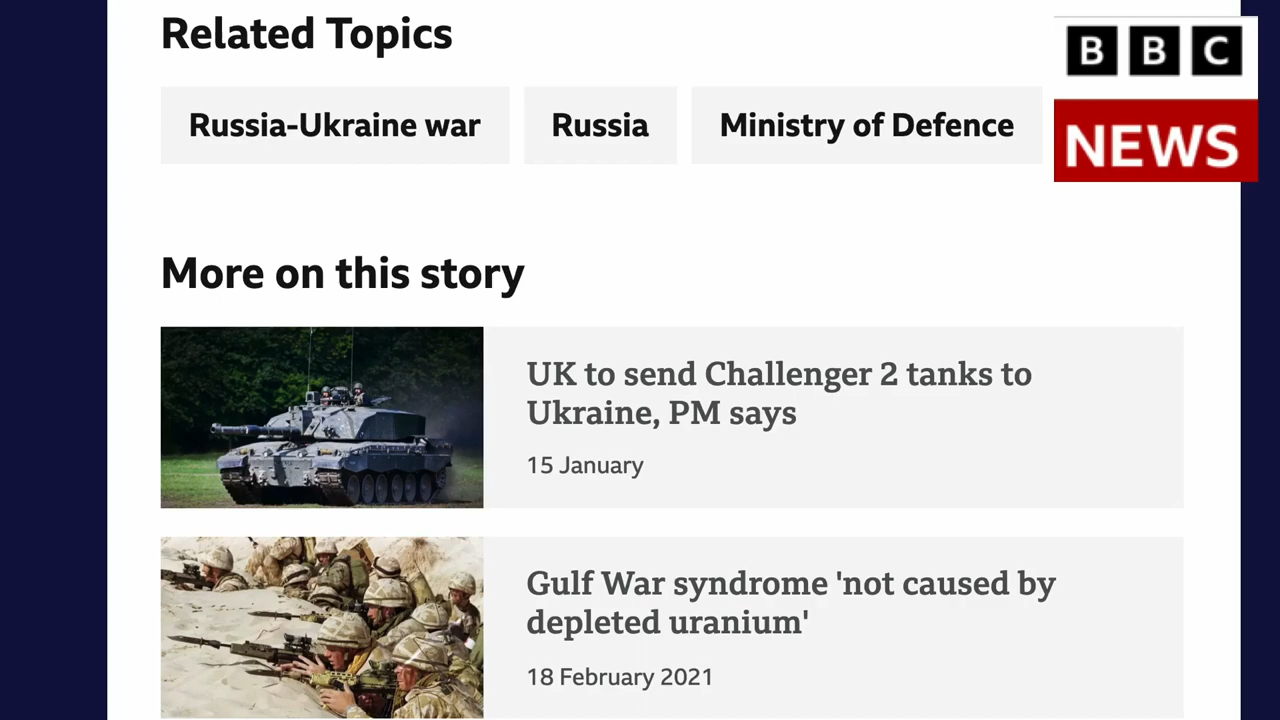 Related Topics
BBC
NEWS
Russia-Ukraine war
Russia
Ministry of Defence
More on this story
UK to send Challenger 2 tanks to
Ukraine, PM says
15 January
Gulf War syndrome 'not caused by
depleted uranium'
18 February 2021